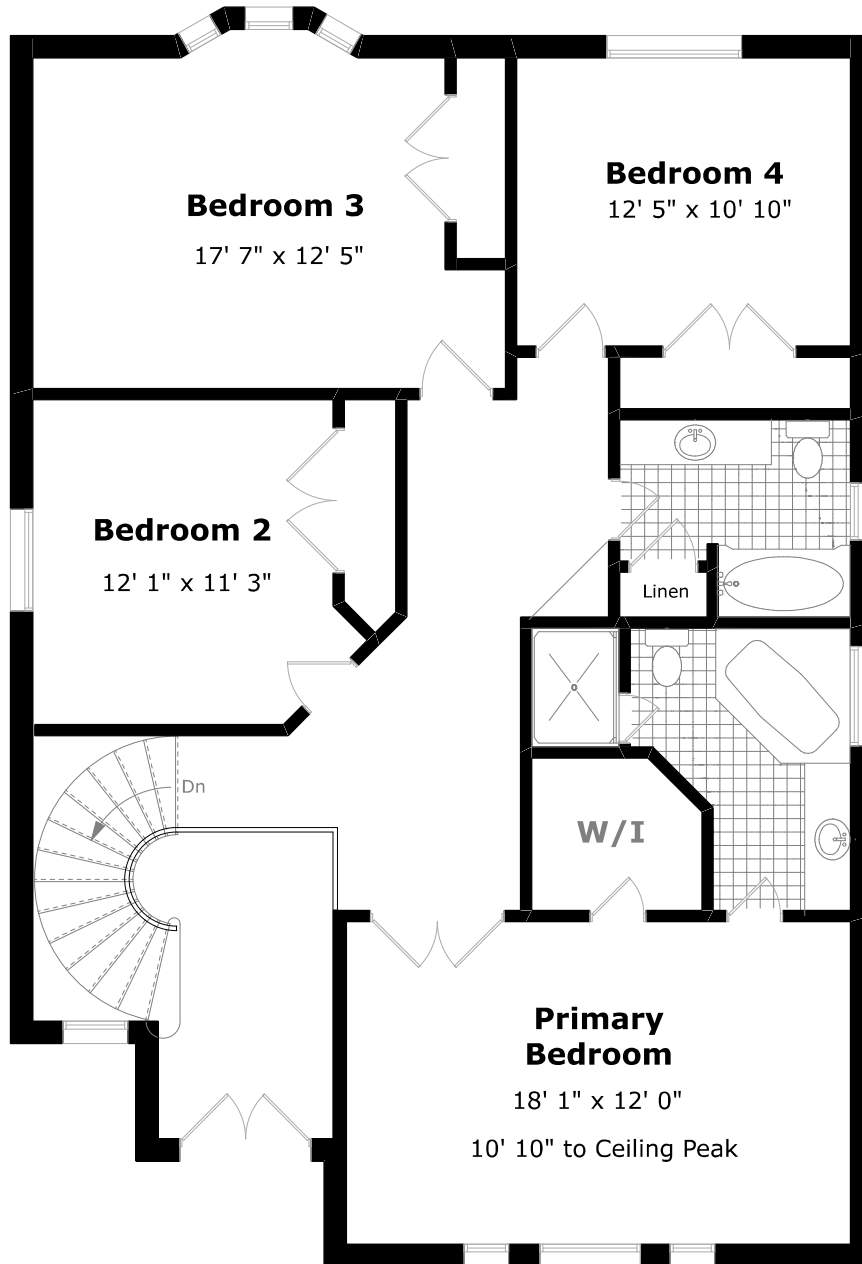 Bedroom 3
17' 7" x 12' 5"
Bedroom 4
12' 5" x 10' 10"
Bedroom 2
12' 1" x 11' 3"
Linen
Dn
W/I
Primary
Bedroom
18' 1" x 12' 0"
10' 10" to Ceiling Peak